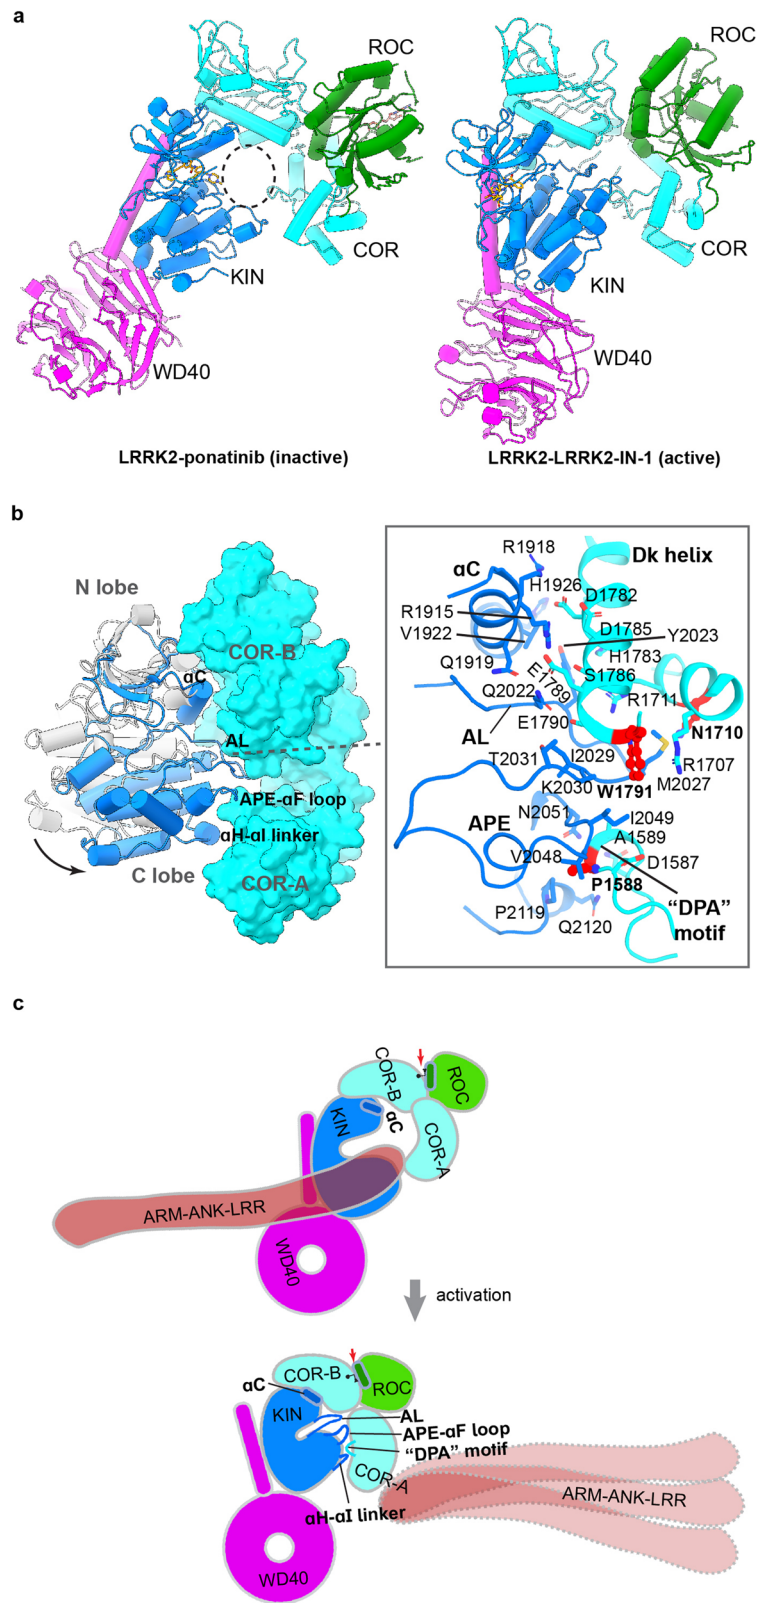 a
ROC
ROC
COR
COR
KIN
KIN
WD40
WD40
LRRK2-ponatinib (inactive)
LRRK2-LRRK2-IN-1 (active)
b
N lobe
COR-B
αC
AL
APE-αF loop
αH-αI linker
C lobe
COR-A
R1918
αC
Dk helix
H1926
D1782
R1915
D1785
Y2023
V1922
H1783
Q1919
E1789
S1786
Q2022
R1711
E1790
N1710
AL
I2029
R1707
T2031
K2030
M2027
W1791
N2051
I2049
APE
A1589
V2048
D1587
P1588
P2119
“DPA”
motif
Q2120
c
COR-B
ROC
KIN
αC
COR-A
ARM-ANK-LRR
WD40
activation
COR-B
αC
ROC
KIN
AL
APE-αF loop
“DPA” motif
COR-A
ARM-ANK-LRR
αH-αI linker
WD40